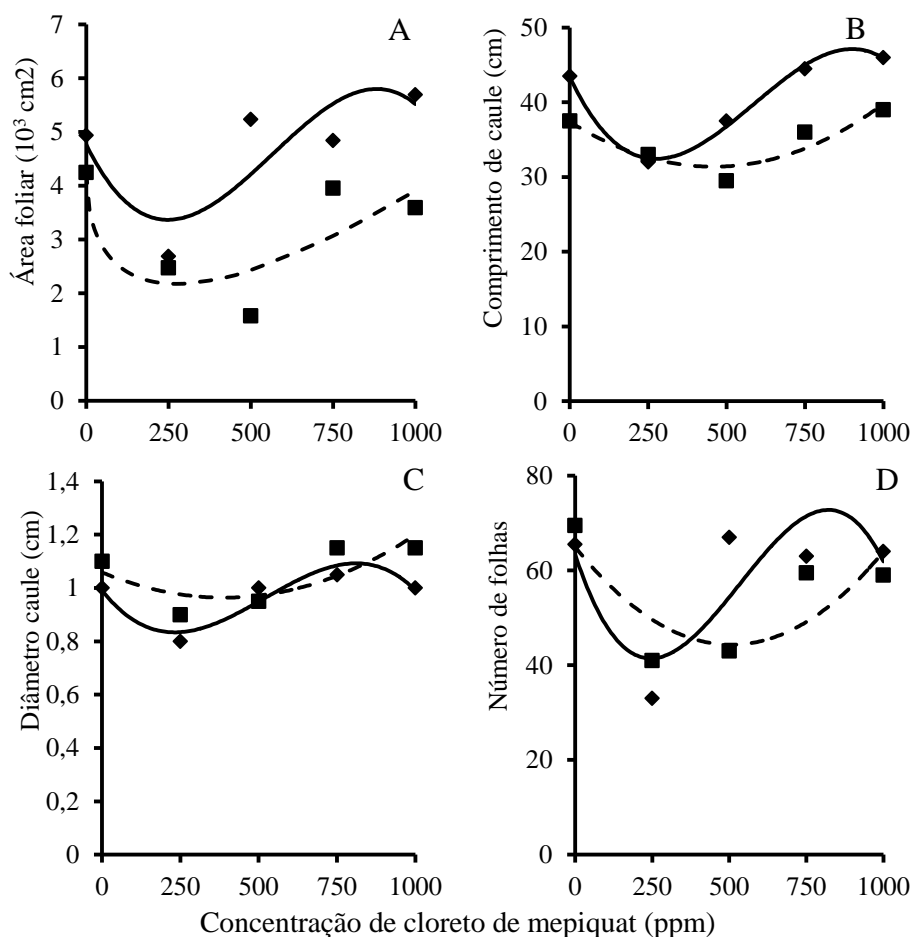 A
Área foliar (10³ cm2)
7
6
5
4
3
2
1
0
0 250 500 750 1000
B
Comprimento de caule (cm)
50
40
30
20
10
0
0 250 500 750 1000
C
Diâmetro caule (cm)
1,4
1,2
1
0,8
0,6
0,4
0,2
0
0 250 500 750 1000
D
Número de folhas
80
60
40
20
0
0 250 500 750 1000
Concentração de cloreto de mepiquat (ppm)